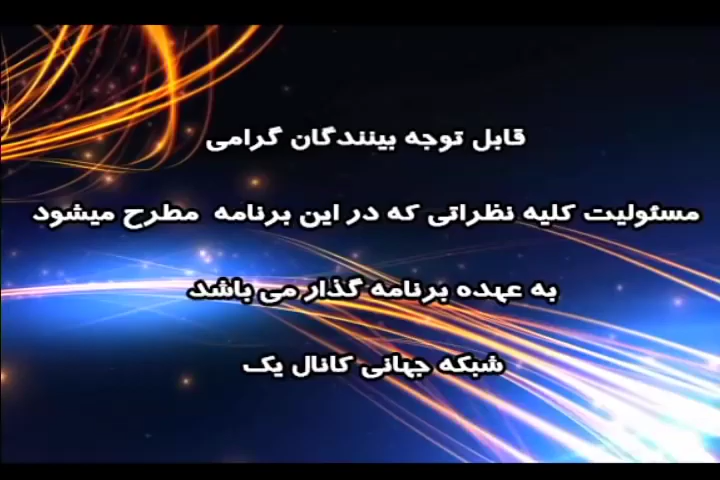 قابل توجه بینندگان گرامی
مسئولیت کلیه نظراتی که در این برنامه مطرح میشود
به عهده برنامه گذار می باشد
شبکه جهانی کانال یک